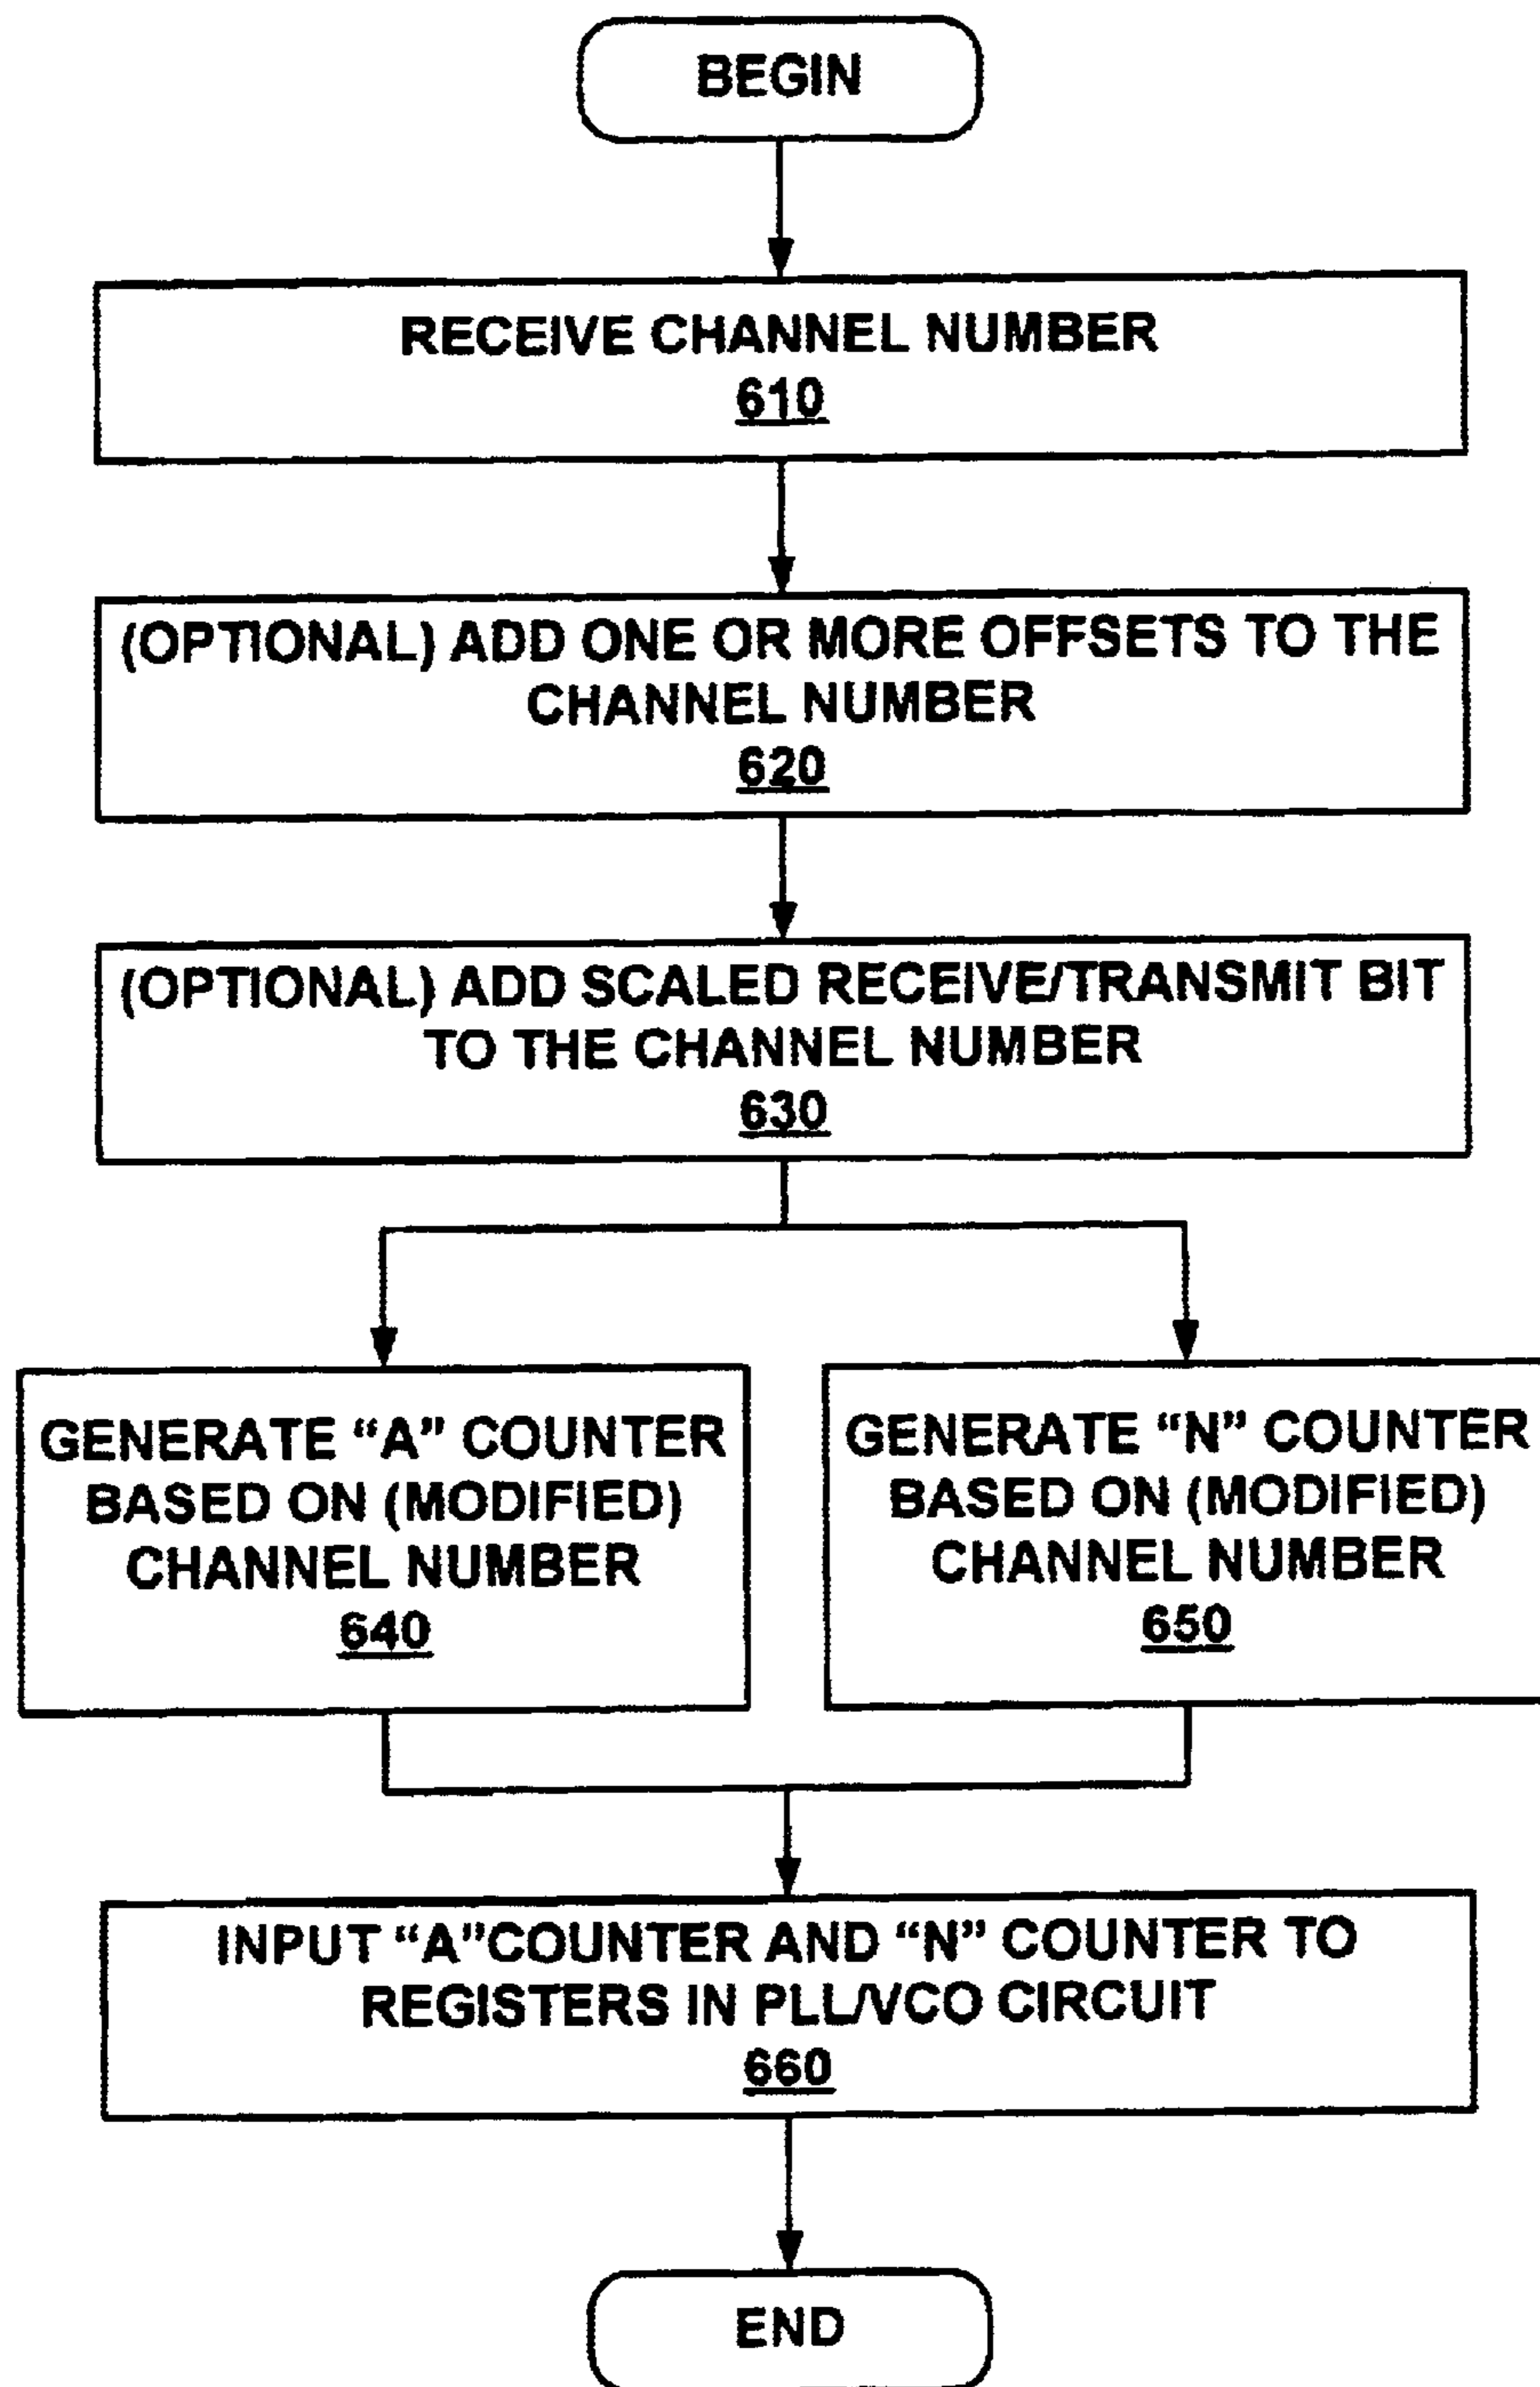 BEGIN
RECEIVE CHANNEL NUMBER
610
(OPTIONAL) ADD ONE OR MORE OFFSETS TO THE
CHANNEL NUMBER
620
(OPTIONAL) ADD SCALED RECEIVE/TRANSMIT BIT
TO THE CHANNEL NUMBER
630
GENERATE “A” COUNTER
BASED ON (MODIFIED)
CHANNEL NUMBER
640
GENERATE “N” COUNTER
BASED ON (MODIFIED)
CHANNEL NUMBER
650
INPUT “A”COUNTER AND “N” COUNTER TO
REGISTERS IN PLL/VCO CIRCUIT
660
END